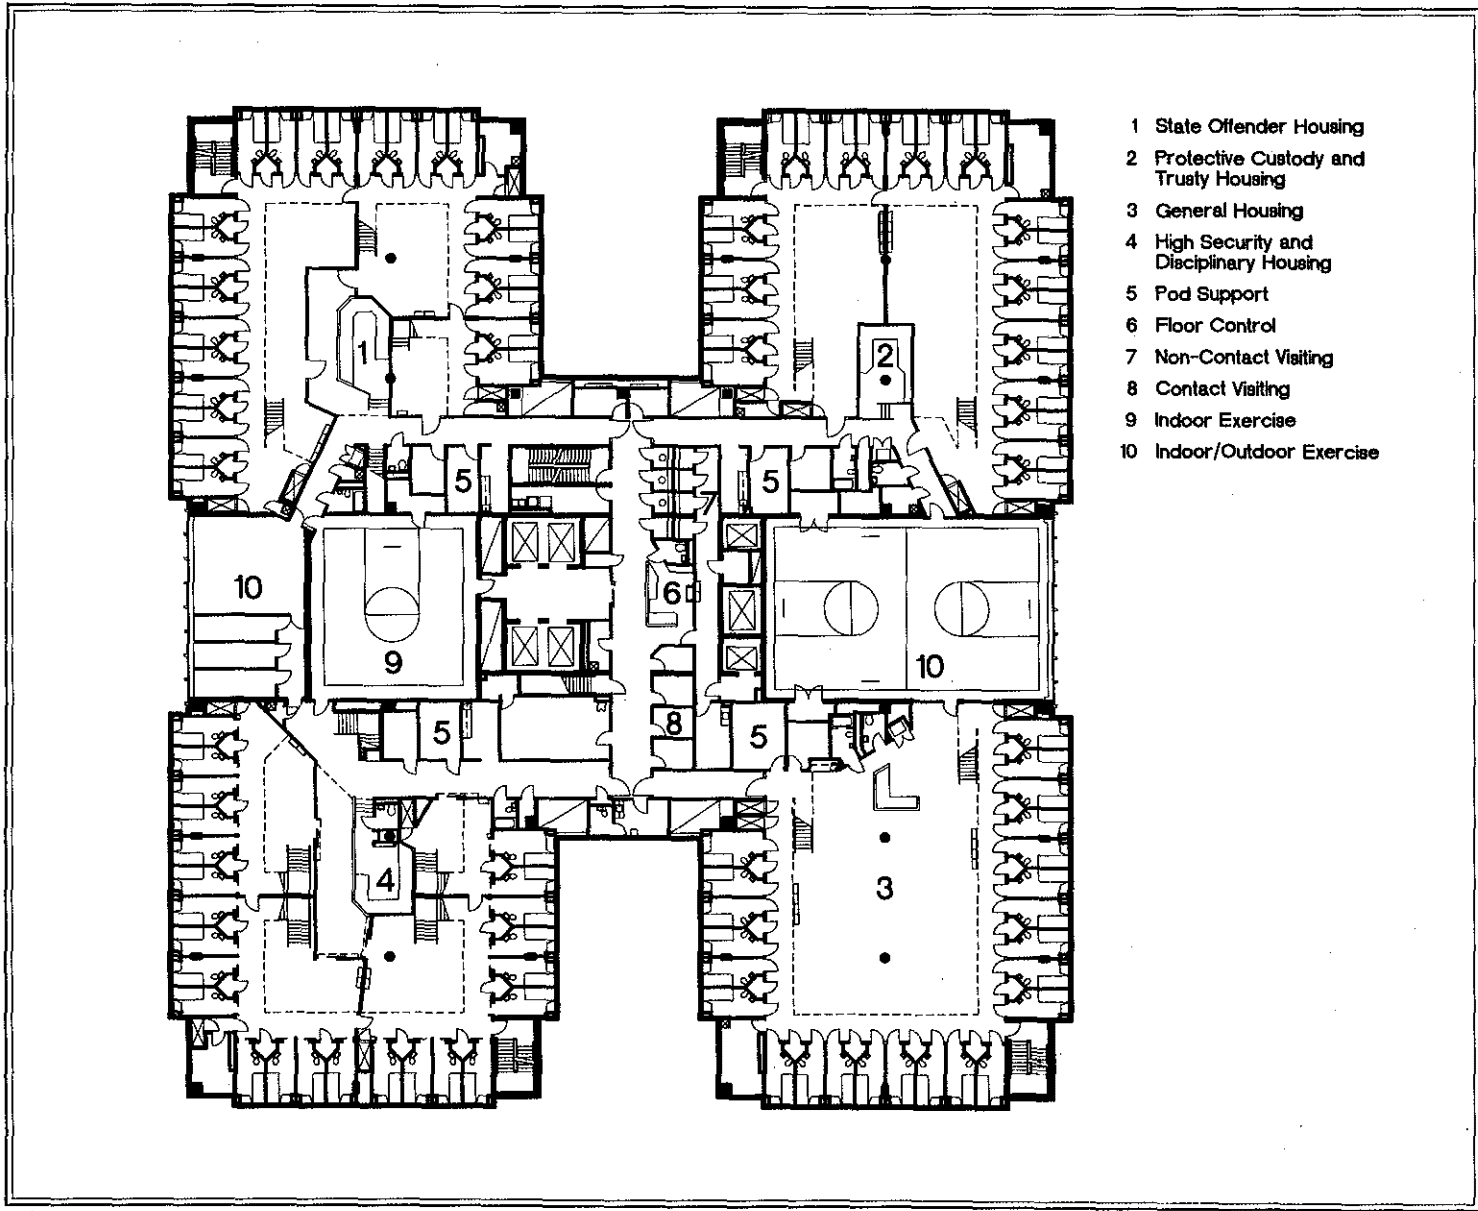 1 State Offender Housing
2 Protective Custody and
Trusty Housing
3 General Housing
4 High Security and
Disciplinary Housing
5 Pod Support
6 Floor Control
7 Non-Contact Visiting
8 Contact Visiting
9 Indoor Exercise
10 Indoor/Outdoor Exercise
1
2
5
5
7
10
6
9
10
5
8
5
4
3